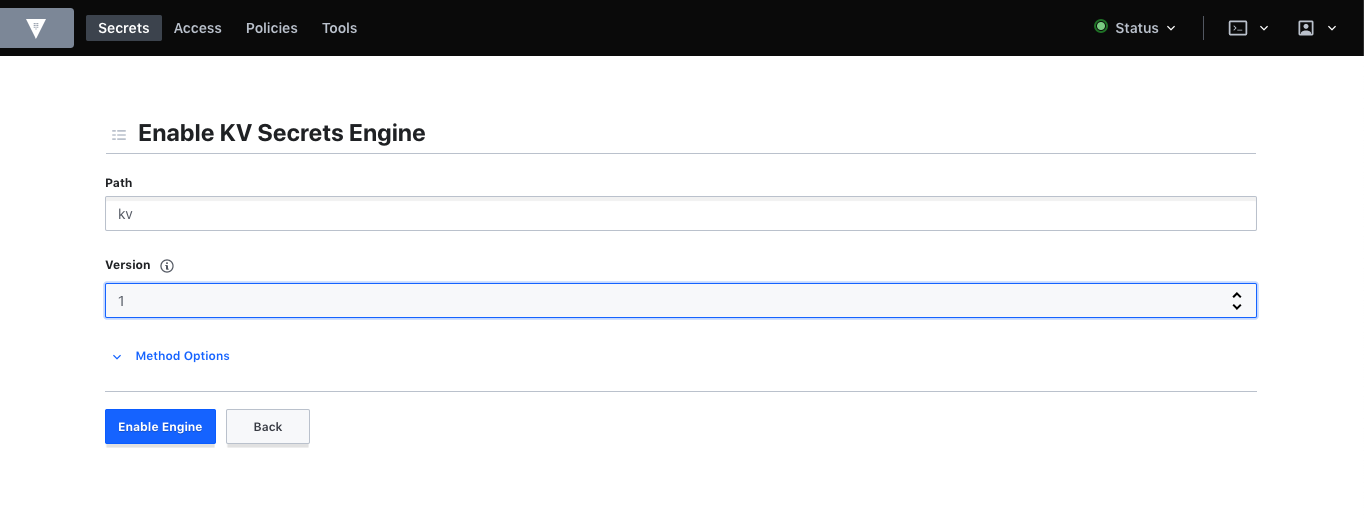 Secrets Access Policies Tools Status
Enable KV Secrets Engine
Path
kv
Version
1
Method Options
Enable Engine Back